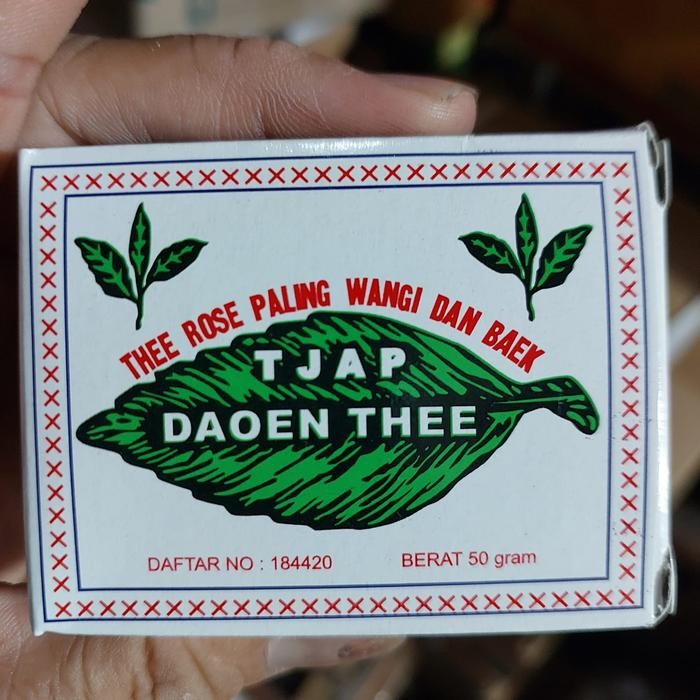 THEE ROSE PALING WANGI DAN BAEK
TJAP
DAOEN THEE
DAFTAR NO : 184420
BERAT 50 gram